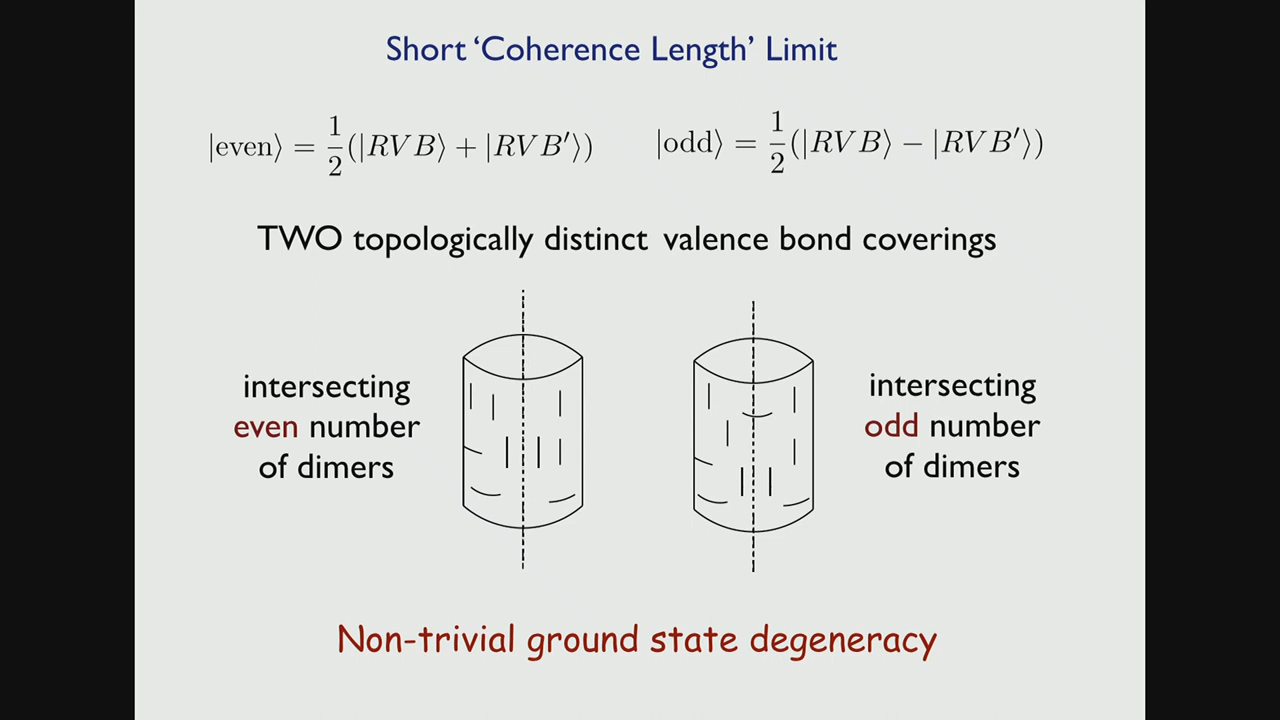 Short ‘Coherence Length’ Limit
|even⟩ = 1/2 (|RVB⟩ + |RVB′⟩)
|odd⟩ = 1/2 (|RVB⟩ − |RVB′⟩)
TWO topologically distinct valence bond coverings
intersecting
even number
of dimers
intersecting
odd number
of dimers
Non-trivial ground state degeneracy